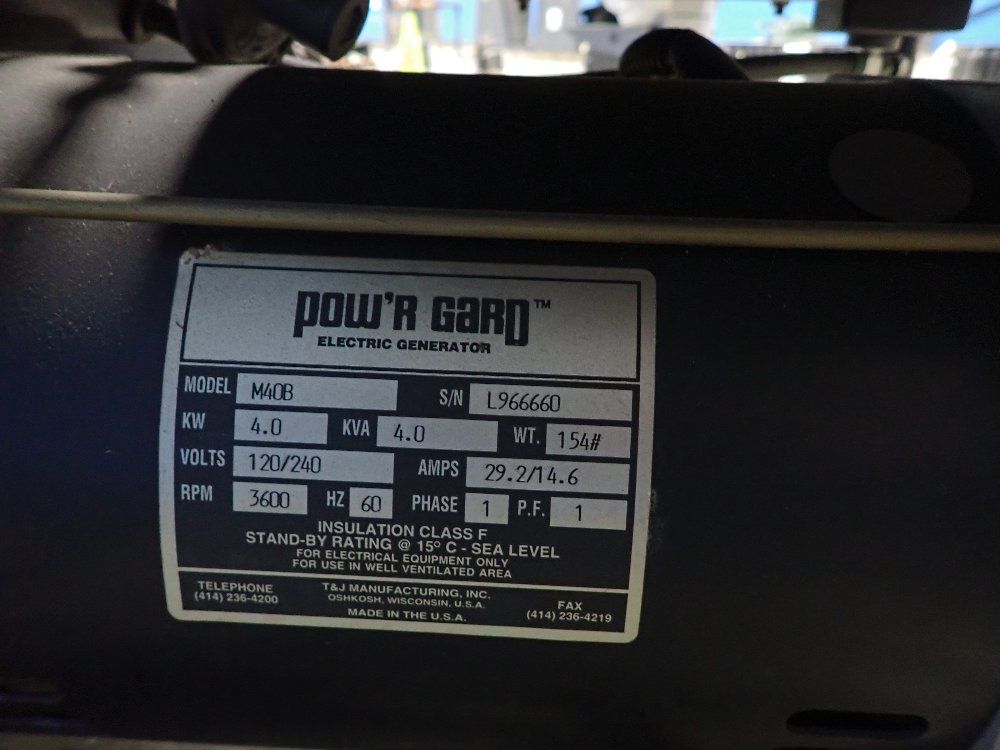 POW'R GARD™
ELECTRIC GENERATOR
MODEL M40B S/N L966660
KW 4.0 KVA 4.0 WT. 154#
VOLTS 120/240 AMPS 29.2/14.6
RPM 3600 HZ 60 PHASE 1 P.F. 1
INSULATION CLASS F
STAND-BY RATING @ 15° C - SEA LEVEL
FOR ELECTRICAL EQUIPMENT ONLY
FOR USE IN WELL VENTILATED AREA
TELEPHONE
(414) 236-4200
T&J MANUFACTURING, INC.
OSHKOSH, WISCONSIN, U.S.A.
MADE IN THE U.S.A.
FAX
(414) 236-4219